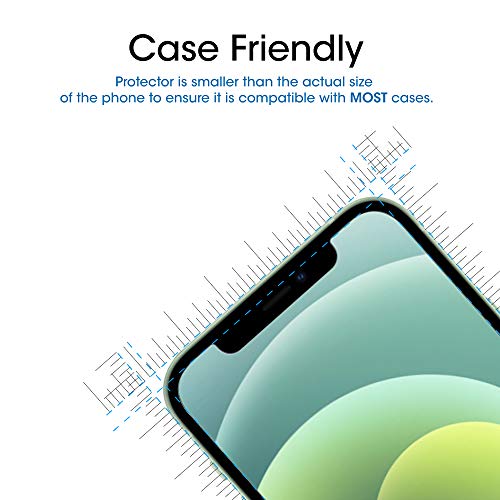 Case Friendly
Protector is smaller than the actual size
of the phone to ensure it is compatible with MOST cases.